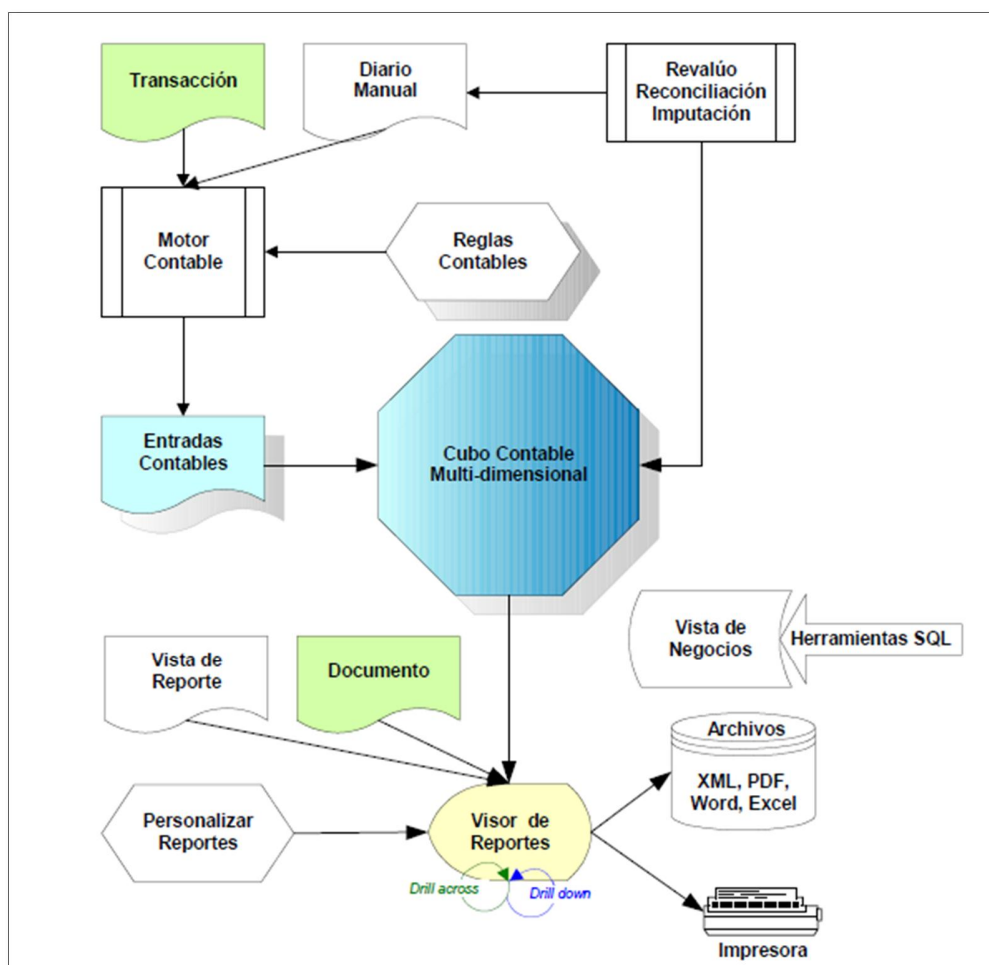 Transacción
Diario
Manual
Revalúo
Reconciliación
Imputación
Motor
Contable
Reglas
Contables
Entradas
Contables
Cubo Contable
Multi-dimensional
Vista de
Negocios
Herramientas SQL
Vista de
Reporte
Documento
Archivos
XML, PDF,
Word, Excel
Personalizar
Reportes
Visor de
Reportes
Drill across
Drill down
Impresora